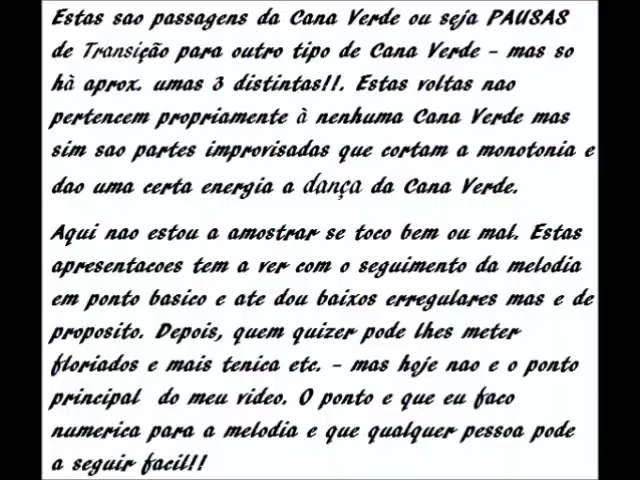 Estas sao passagens da Cana Verde ou seja PAUSAS
de Transição para outro tipo de Cana Verde - mas so
hà aprox. umas 3 distintas!!. Estas voltas nao
pertencem propriamente à nenhuma Cana Verde mas
sim sao partes improvisadas que cortam a monotonia e
dao uma certa energia a dança da Cana Verde.
Aqui nao estou a amostrar se toco bem ou mal. Estas
apresentacoes tem a ver com o seguimento da melodia
em ponto basico e ate dou baixos erregulares mas e de
proposito. Depois, quem quizer pode lhes meter
floriados e mais tenica etc. - mas hoje nao e o ponto
principal do meu video. O ponto e que eu faco
numerica para a melodia e que qualquer pessoa pode
a seguir facil!!